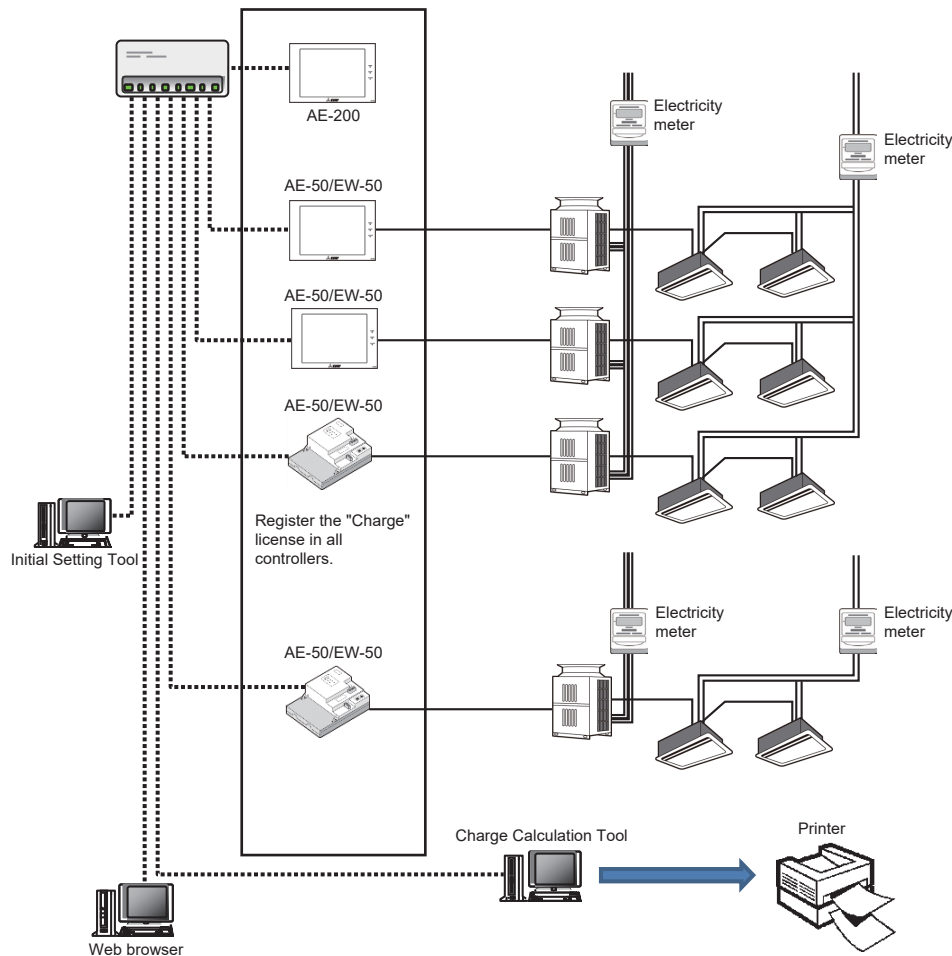 AE-200
Electricity
meter
Electricity
meter
AE-50/EW-50
AE-50/EW-50
AE-50/EW-50
Register the "Charge"
license in all
controllers.
Initial Setting Tool
Electricity
meter
Electricity
meter
AE-50/EW-50
Charge Calculation Tool
Printer
Web browser